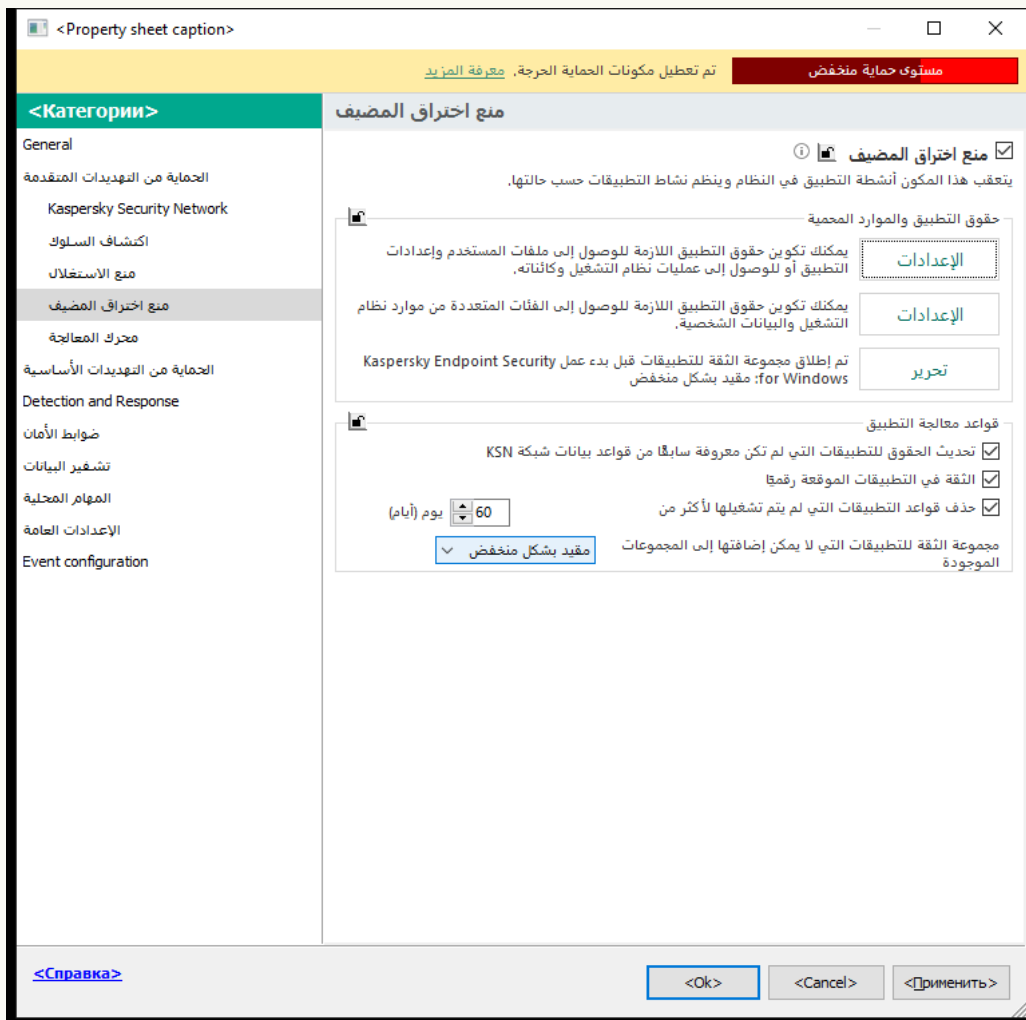 <Property sheet caption>
مستوى حماية منخفض
تم تعطيل مكونات الحماية الحرجة. معرفة المزيد
<Категории>
General
الحماية من التهديدات المتقدمة
Kaspersky Security Network
اكتشاف السلوك
منع الاستغلال
منع اختراق المضيف
محرك المعالجة
الحماية من التهديدات الأساسية
Detection and Response
ضوابط الأمان
تشفير البيانات
المهام المحلية
الإعدادات العامة
Event configuration
منع اختراق المضيف
منع اختراق المضيف
يتعقب هذا المكون أنشطة التطبيق في النظام وينظم نشاط التطبيقات حسب حالتها.
حقوق التطبيق والموارد المحمية
الإعدادات
يمكنك تكوين حقوق التطبيق اللازمة للوصول إلى ملفات المستخدم وإعدادات
التطبيق أو للوصول إلى عمليات نظام التشغيل وكائناته.
الإعدادات
يمكنك تكوين حقوق التطبيق اللازمة للوصول إلى الفئات المتعددة من موارد نظام
التشغيل والبيانات الشخصية.
تحرير
تم إطلاق مجموعة الثقة للتطبيقات قبل بدء عمل Kaspersky Endpoint Security
for Windows: مقيد بشكل منخفض
قواعد معالجة التطبيق
تحديث الحقوق للتطبيقات التي لم تكن معروفة سابقًا من قواعد بيانات شبكة KSN
الثقة في التطبيقات الموقعة رقميًا
حذف قواعد التطبيقات التي لم يتم تشغيلها لأكثر من 60 يوم (أيام)
مجموعة الثقة للتطبيقات التي لا يمكن إضافتها إلى المجموعات
الموجودة
مقيد بشكل منخفض
<Справка>
<Ok>
<Cancel>
<Применить>